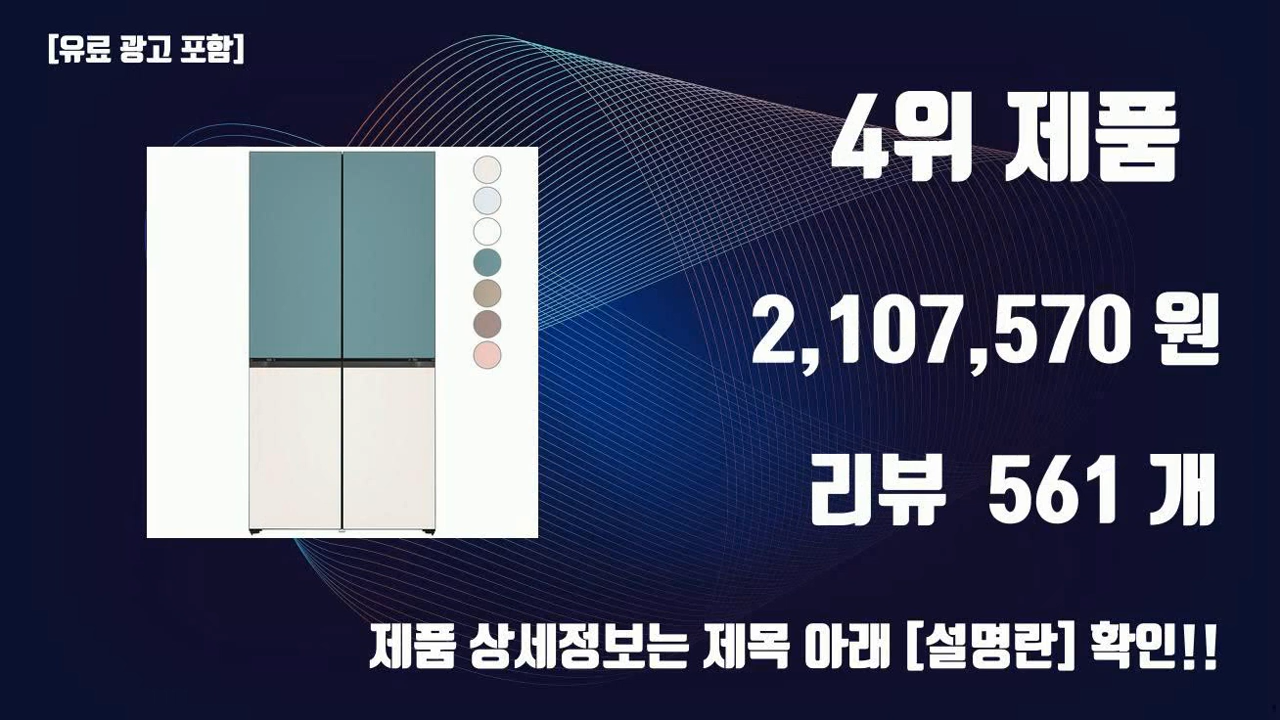 [유료 광고 포함]
4위 제품
2,107,570 원
리뷰 561 개
제품 상세정보는 제목 아래 [설명란] 확인!!